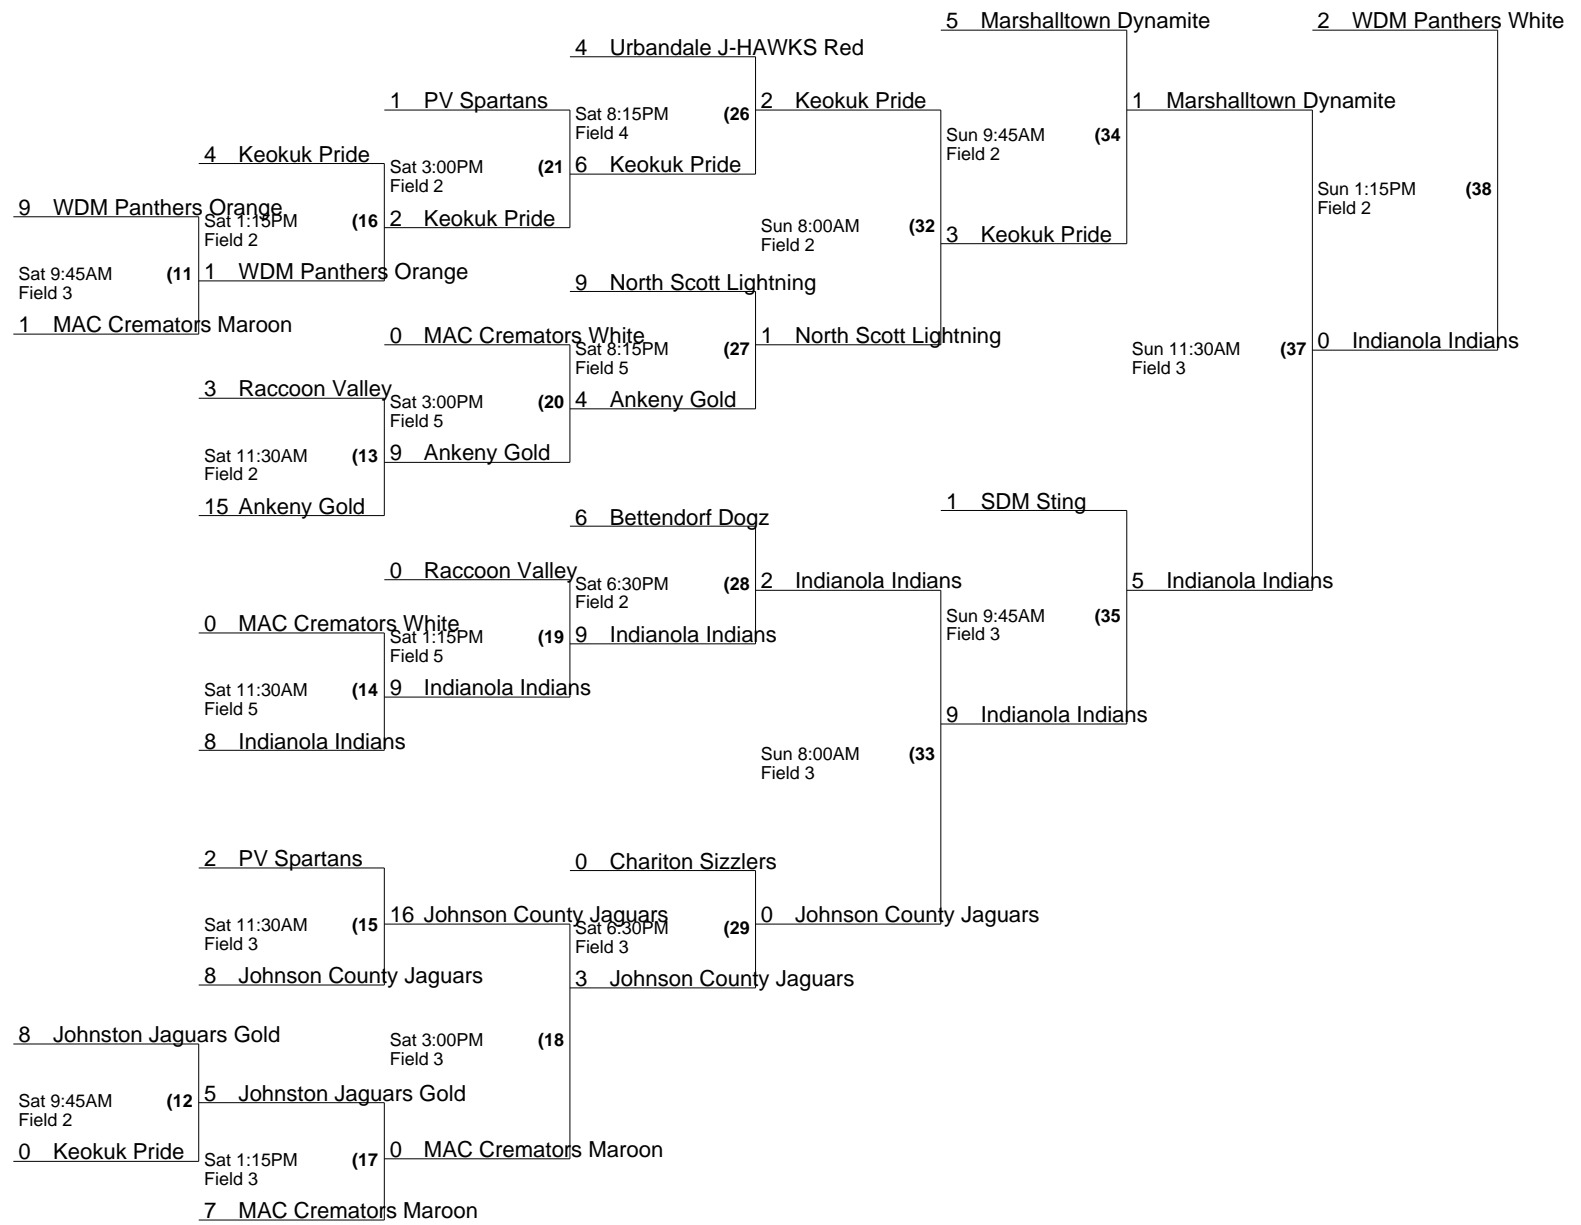 5 Marshalltown Dynamite
2 WDM Panthers White
4 Urbandale J-HAWKS Red
1 PV Spartans
Sat 8:15PM (26
Field 4
2 Keokuk Pride
1 Marshalltown Dynamite
Sun 9:45AM (34
Field 2
4 Keokuk Pride
Sat 3:00PM (21
Field 2
6 Keokuk Pride
Sun 1:15PM (38
Field 2
9 WDM Panthers Orange
Sat 1:15PM (16
Field 2
2 Keokuk Pride
Sun 8:00AM (32
Field 2
3 Keokuk Pride
Sat 9:45AM (11
Field 3
1 WDM Panthers Orange
9 North Scott Lightning
1 MAC Cremators Maroon
0 MAC Cremators White
Sat 8:15PM (27
Field 5
1 North Scott Lightning
Sun 11:30AM (37
Field 3
0 Indianola Indians
3 Raccoon Valley
Sat 3:00PM (20
Field 5
4 Ankeny Gold
Sat 11:30AM (13
Field 2
9 Ankeny Gold
15 Ankeny Gold
1 SDM Sting
6 Bettendorf Dogz
0 Raccoon Valley
Sat 6:30PM (28
Field 2
2 Indianola Indians
5 Indianola Indians
0 MAC Cremators White
Sat 1:15PM (19
Field 5
9 Indianola Indians
Sun 9:45AM (35
Field 3
Sat 11:30AM (14
Field 5
9 Indianola Indians
8 Indianola Indians
9 Indianola Indians
Sun 8:00AM (33
Field 3
2 PV Spartans
0 Chariton Sizzlers
Sat 11:30AM (15
Field 3
16 Johnson County Jaguars
Sat 6:30PM (29
Field 3
0 Johnson County Jaguars
8 Johnson County Jaguars
3 Johnson County Jaguars
8 Johnston Jaguars Gold
Sat 3:00PM (18
Field 3
Sat 9:45AM (12
Field 2
5 Johnston Jaguars Gold
0 Keokuk Pride
Sat 1:15PM (17
Field 3
0 MAC Cremators Maroon
7 MAC Cremators Maroon